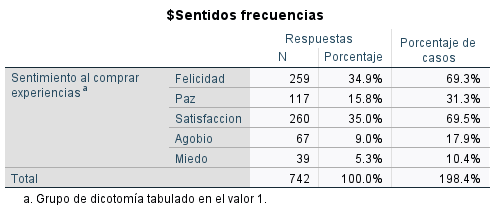 $Sentidos frecuencias
Respuestas Porcentaje de casos
N Porcentaje
Sentimiento al comprar experiencias a Felicidad 259 34.9% 69.3%
Paz 117 15.8% 31.3%
Satisfaccion 260 35.0% 69.5%
Agobio 67 9.0% 17.9%
Miedo 39 5.3% 10.4%
Total 742 100.0% 198.4%
a. Grupo de dicotomía tabulado en el valor 1.